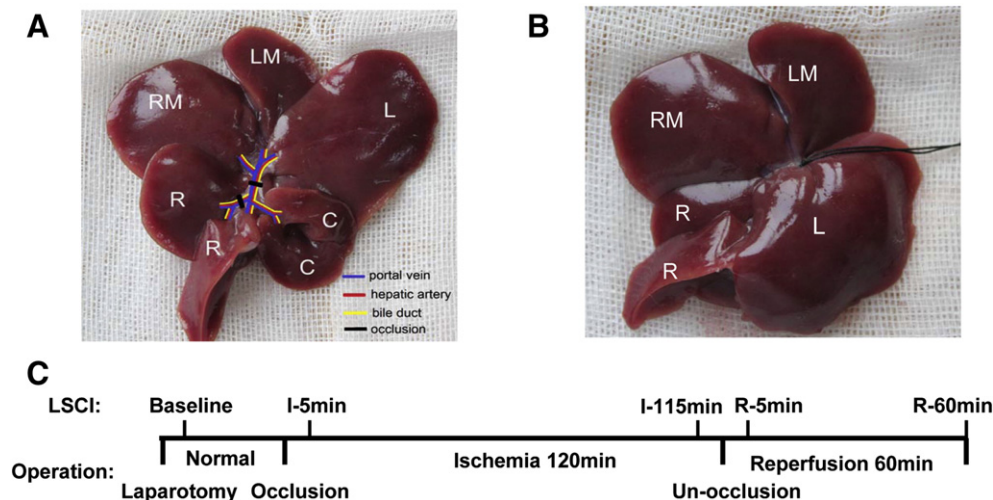 A
LM
RM
L
R
R
C
C
portal vein
hepatic artery
bile duct
occlusion
B
LM
RM
R
L
R
C
LSCI: Baseline I-5min I-115min R-5min R-60min
Normal Ischemia 120min Reperfusion 60min
Operation:
Laparotomy Occlusion Un-occlusion